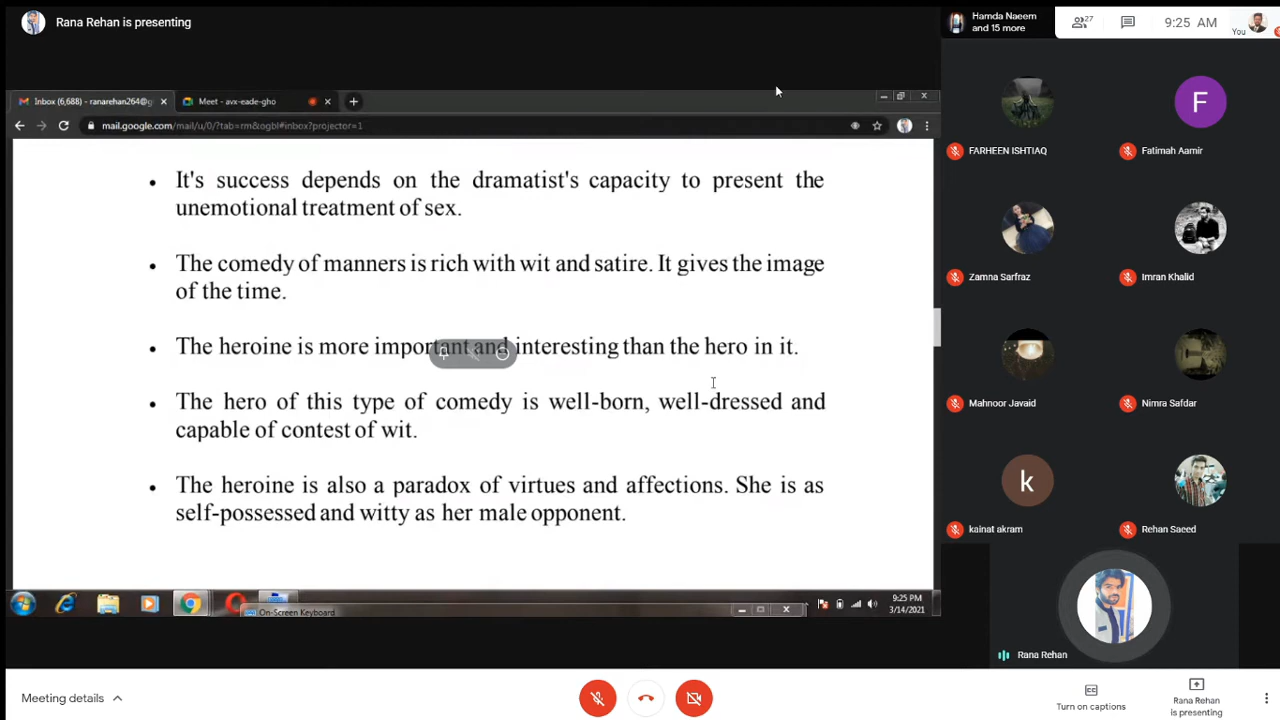 Rana Rehan is presenting
Hamda Naeem
and 15 more
27
9:25 AM
You
Inbox (6,688) - ranarehan264@g
Meet - avx-eade-gho
mail.google.com/mail/u/0/?tab=rm&ogbl#inbox?projector=1
• It's success depends on the dramatist's capacity to present the
unemotional treatment of sex.
• The comedy of manners is rich with wit and satire. It gives the image
of the time.
• The heroine is more important and interesting than the hero in it.
• The hero of this type of comedy is well-born, well-dressed and
capable of contest of wit.
• The heroine is also a paradox of virtues and affections. She is as
self-possessed and witty as her male opponent.
On-Screen Keyboard
9:25 PM
3/14/2021
FARHEEN ISHTIAQ
F
Fatimah Aamir
Zamna Sarfraz
Imran Khalid
Mahnoor Javaid
Nimra Safdar
k
kainat akram
Rehan Saeed
Rana Rehan
Meeting details
CC
Turn on captions
Rana Rehan
is presenting